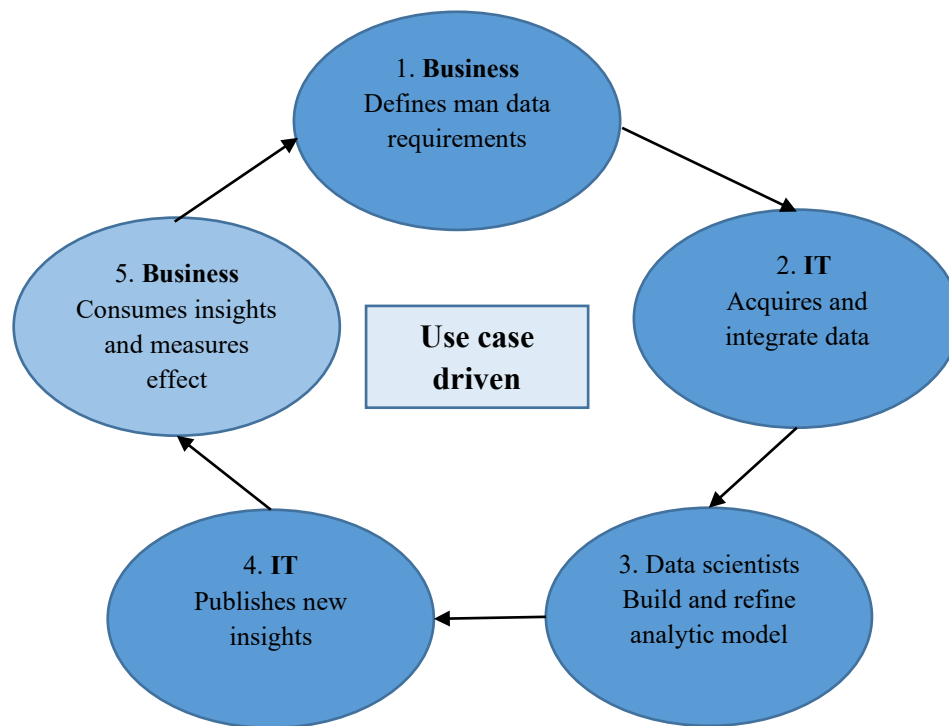 1. Business
Defines man data
requirements
2. IT
Acquires and
integrate data
3. Data scientists
Build and refine
analytic model
4. IT
Publishes new
insights
5. Business
Consumes insights
and measures
effect
Use case
driven